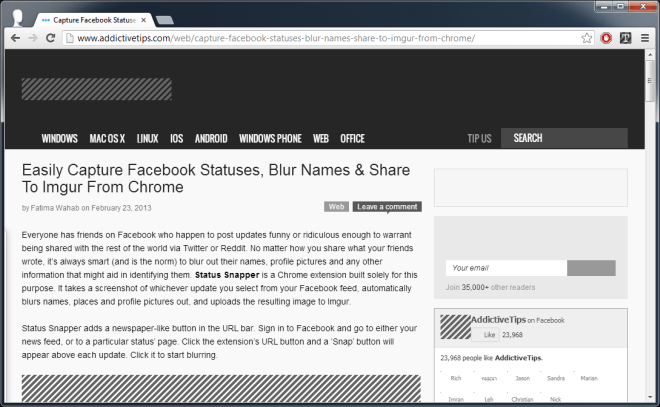 Capture Facebook Statuse
www.addictivetips.com/web/capture-facebook-statuses-blur-names-share-to-imgur-from-chrome/
WINDOWS MAC OS X LINUX IOS ANDROID WINDOWS PHONE WEB OFFICE TIP US SEARCH
Easily Capture Facebook Statuses, Blur Names & Share
To Imgur From Chrome
by Fatima Wahab on February 23, 2013
Web Leave a comment
Everyone has friends on Facebook who happen to post updates funny or ridiculous enough to warrant
being shared with the rest of the world via Twitter or Reddit. No matter how you share what your friends
wrote, it's always smart (and is the norm) to blur out their names, profile pictures and any other
information that might aid in identifying them. Status Snapper is a Chrome extension built solely for this
purpose. It takes a screenshot of whichever update you select from your Facebook feed, automatically
blurs names, places and profile pictures out, and uploads the resulting image to Imgur.
Status Snapper adds a newspaper-like button in the URL bar. Sign in to Facebook and go to either your
news feed, or to a particular status' page. Click the extension's URL button and a 'Snap' button will
appear above each update. Click it to start blurring.
Your email
Join 35,000+ other readers
AddictiveTips on Facebook
Like 23,968
23,968 people like AddictiveTips.
Rich Jason Sandra Marian
Imran Leh Christian Nick